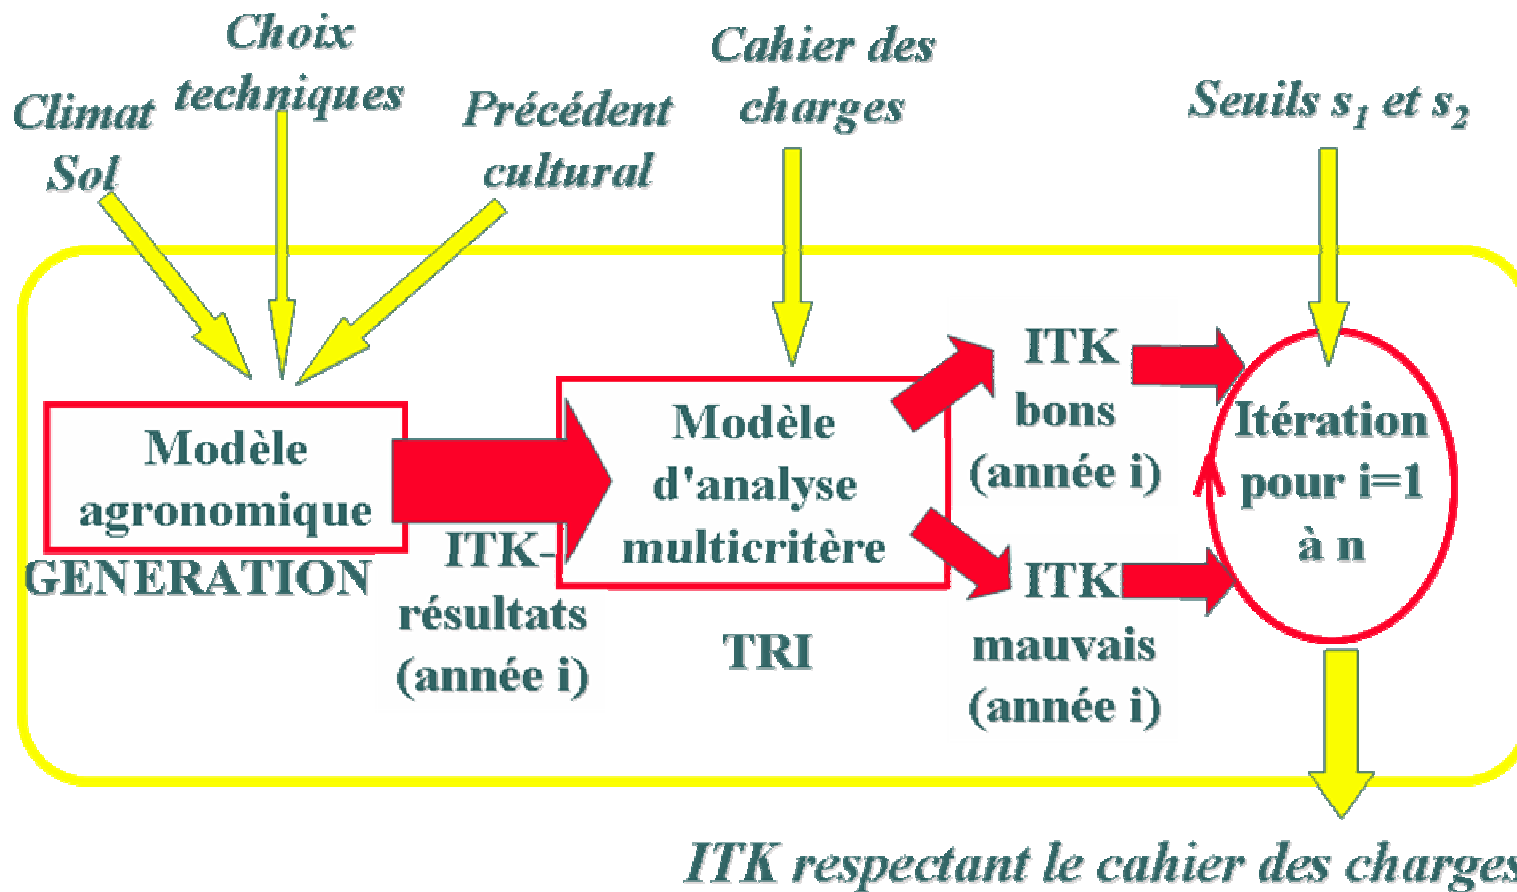 Choix
techniques
Climat
Sol
Précédent
cultural
Cahier des
charges
Seuils s1 et s2
Modèle
agronomique
GENERATION
ITK-
résultats
(année i)
Modèle
d'analyse
multicritère
TRI
ITK
bons
(année i)
ITK
mauvais
(année i)
Itération
pour i=1
à n
ITK respectant le cahier des charges